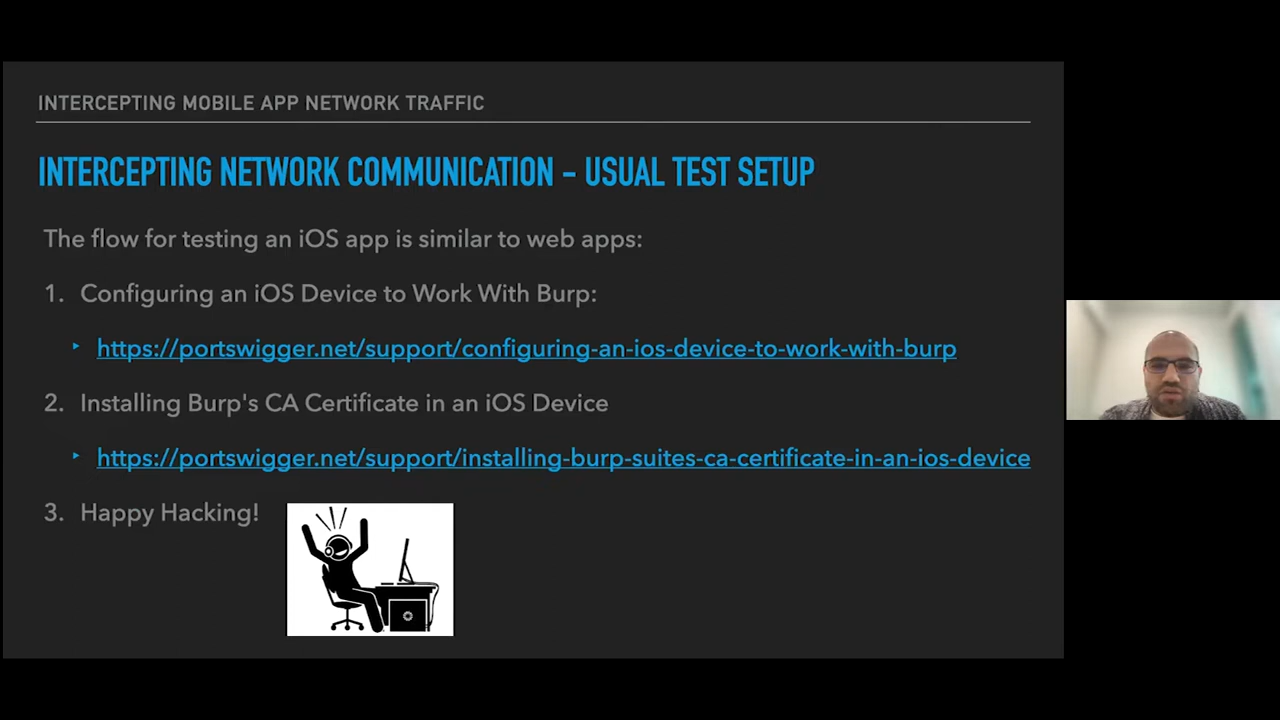 INTERCEPTING MOBILE APP NETWORK TRAFFIC
INTERCEPTING NETWORK COMMUNICATION - USUAL TEST SETUP
The flow for testing an iOS app is similar to web apps:
1. Configuring an iOS Device to Work With Burp:
‣ https://portswigger.net/support/configuring-an-ios-device-to-work-with-burp
2. Installing Burp's CA Certificate in an iOS Device
‣ https://portswigger.net/support/installing-burp-suites-ca-certificate-in-an-ios-device
3. Happy Hacking!